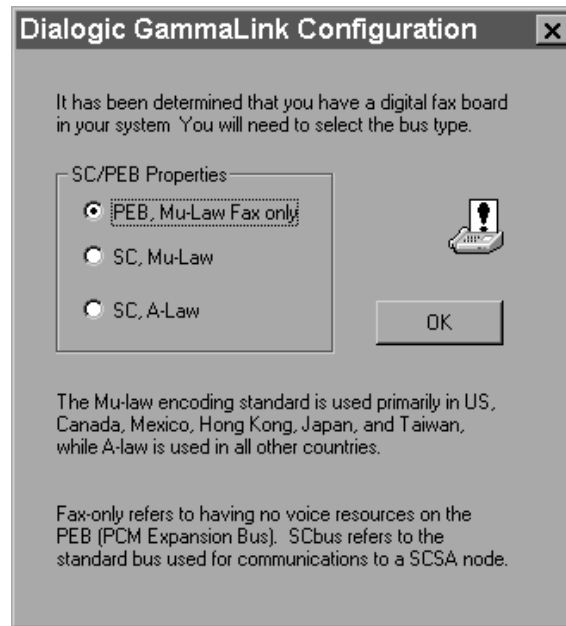 Dialogic GammaLink Configuration
It has been determined that you have a digital fax board
in your system You will need to select the bus type.
SC/PEB Properties
PEB, Mu-Law Fax only
SC, Mu-Law
SC, A-Law
OK
The Mu-law encoding standard is used primarily in US,
Canada, Mexico, Hong Kong, Japan, and Taiwan,
while A-law is used in all other countries.
Fax-only refers to having no voice resources on the
PEB (PCM Expansion Bus). SCbus refers to the
standard bus used for communications to a SCSA node.